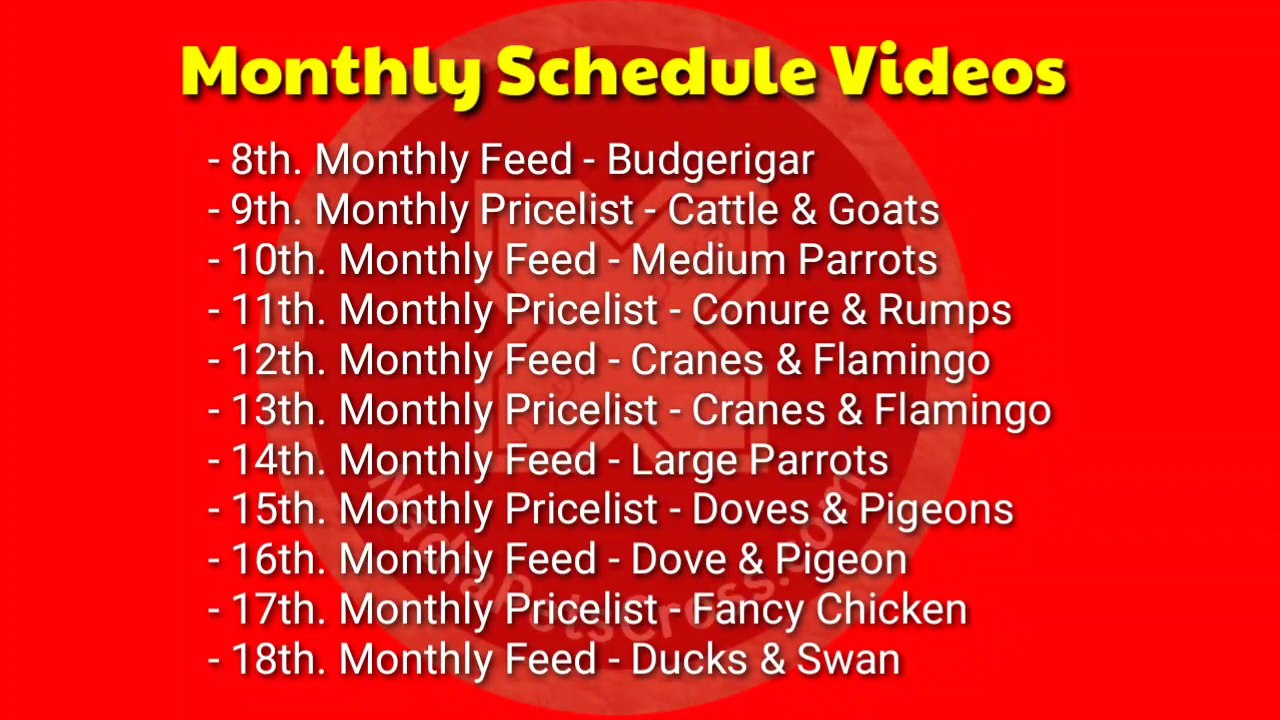 Monthly Schedule Videos
- 8th. Monthly Feed - Budgerigar
- 9th. Monthly Pricelist - Cattle & Goats
- 10th. Monthly Feed - Medium Parrots
- 11th. Monthly Pricelist - Conure & Rumps
- 12th. Monthly Feed - Cranes & Flamingo
- 13th. Monthly Pricelist - Cranes & Flamingo
- 14th. Monthly Feed - Large Parrots
- 15th. Monthly Pricelist - Doves & Pigeons
- 16th. Monthly Feed - Dove & Pigeon
- 17th. Monthly Pricelist - Fancy Chicken
- 18th. Monthly Feed - Ducks & Swan
NadiaPetsCross.com